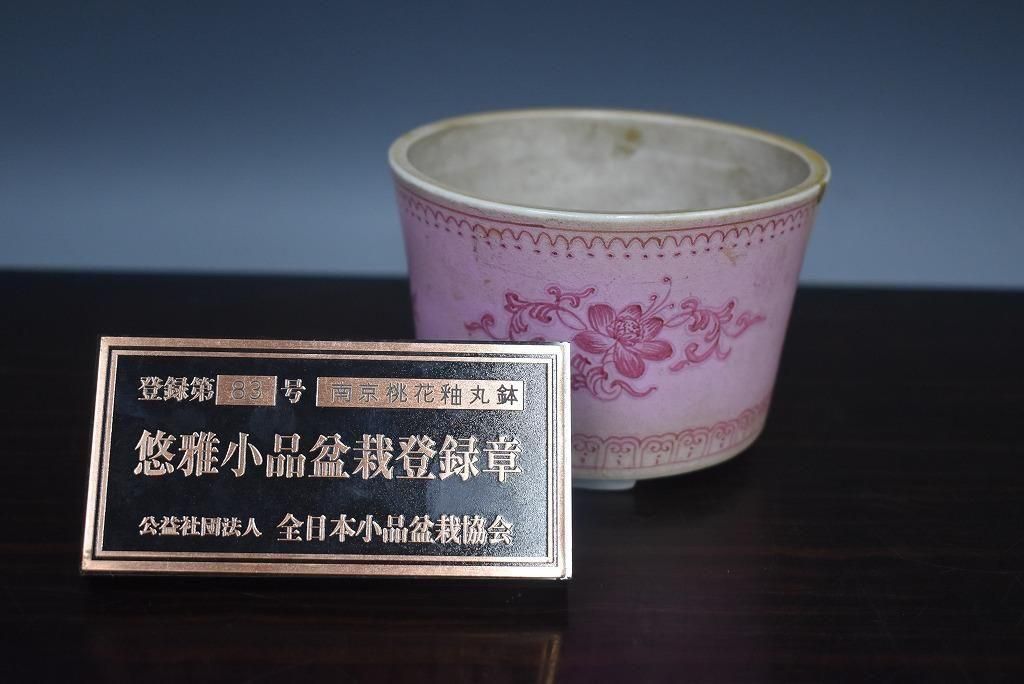 登録第 83 号 南京桃花釉丸鉢
悠雅小品盆栽登録章
公益社団法人 全日本小品盆栽協会